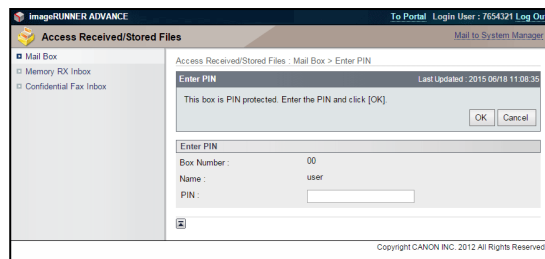 imageRUNNER ADVANCE
To Portal Login User : 7654321 Log Ou
Access Received/Stored Files
Mail to System Manager
Mail Box
Memory RX Inbox
Confidential Fax Inbox
Access Received/Stored Files : Mail Box > Enter PIN
Enter PIN
Last Updated : 2015 06/18 11:08:35
This box is PIN protected. Enter the PIN and click [OK].
OK Cancel
Enter PIN
Box Number : 00
Name : user
PIN :
Copyright CANON INC. 2012 All Rights Reserved